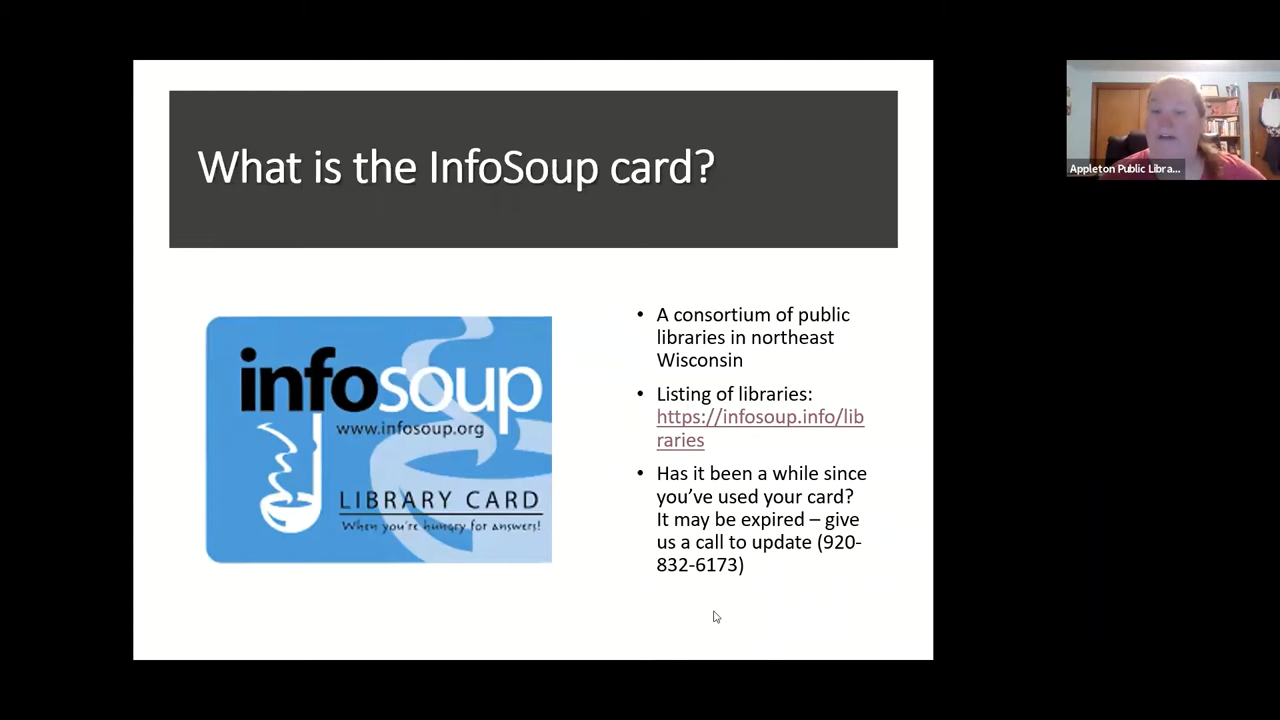 What is the InfoSoup card?
infosoup
www.infosoup.org
LIBRARY CARD
When you're hungry for answers!
• A consortium of public
libraries in northeast
Wisconsin
• Listing of libraries:
https://infosoup.info/lib
raries
• Has it been a while since
you've used your card?
It may be expired – give
us a call to update (920-
832-6173)
Appleton Public Libra...